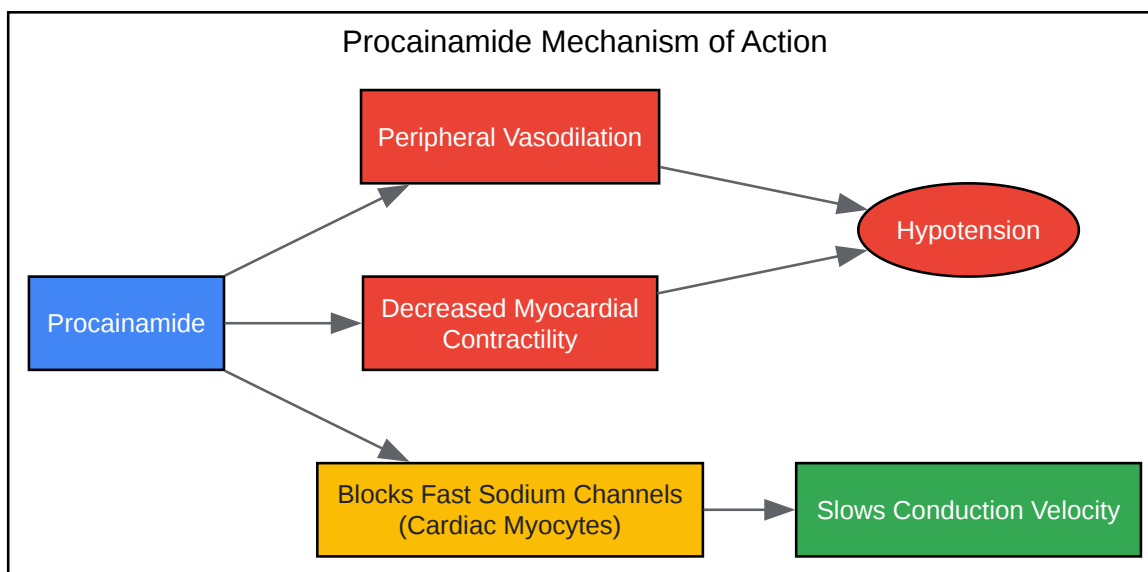 Procainamide Mechanism of Action
Peripheral Vasodilation
Hypotension
Decreased Myocardial
Contractility
Procainamide
Blocks Fast Sodium Channels
(Cardiac Myocytes)
Slows Conduction Velocity